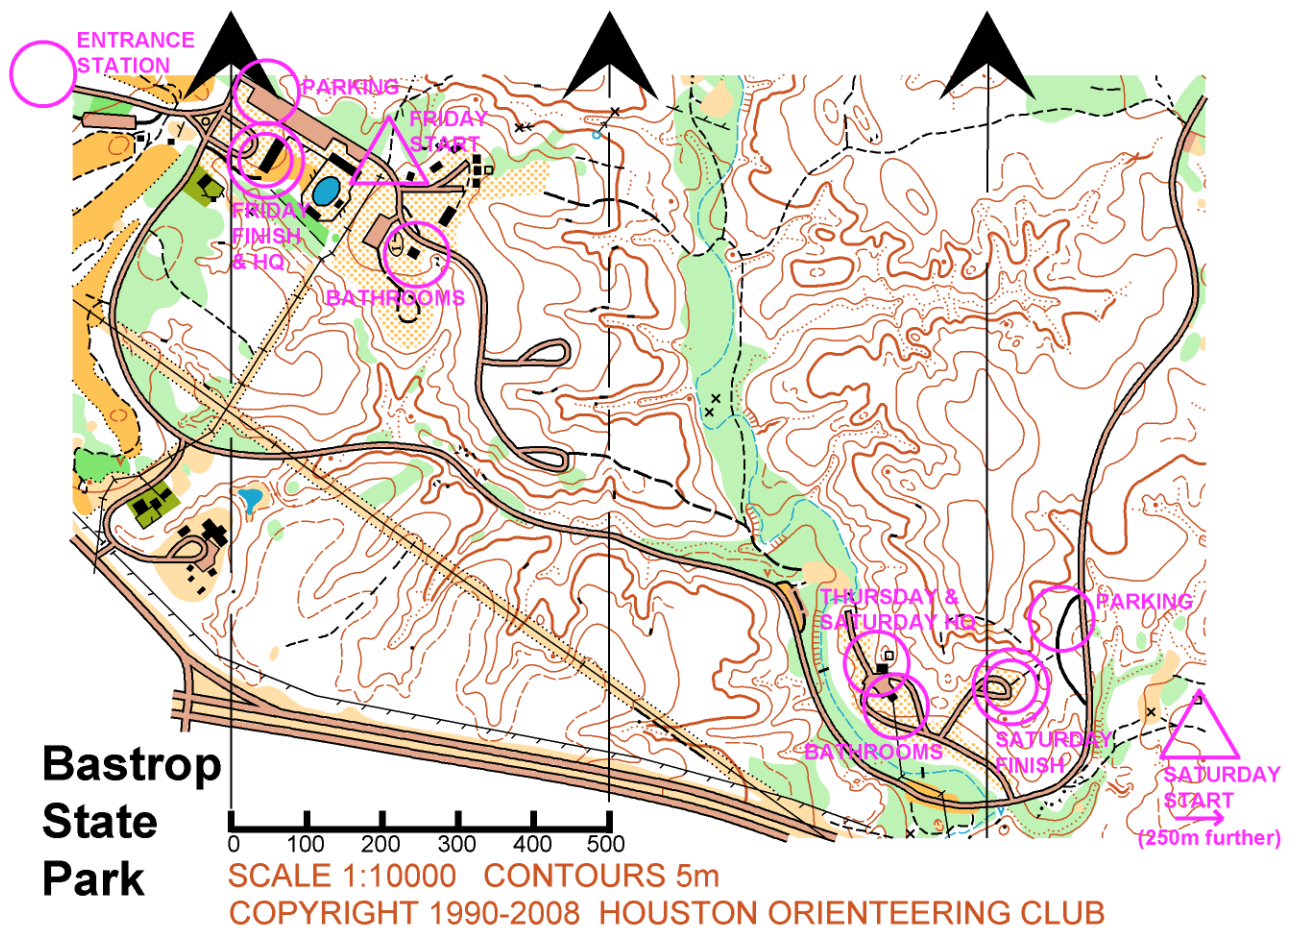 ENTRANCE
STATION
PARKING
FRIDAY
START
FRIDAY
FINISH
& HQ
BATHROOMS
THURSDAY &
SATURDAY HQ
PARKING
BATHROOMS
SATURDAY
FINISH
SATURDAY
START
(250m further)
Bastrop
State
Park
0 100 200 300 400 500
SCALE 1:10000 CONTOURS 5m
COPYRIGHT 1990-2008 HOUSTON ORIENTEERING CLUB